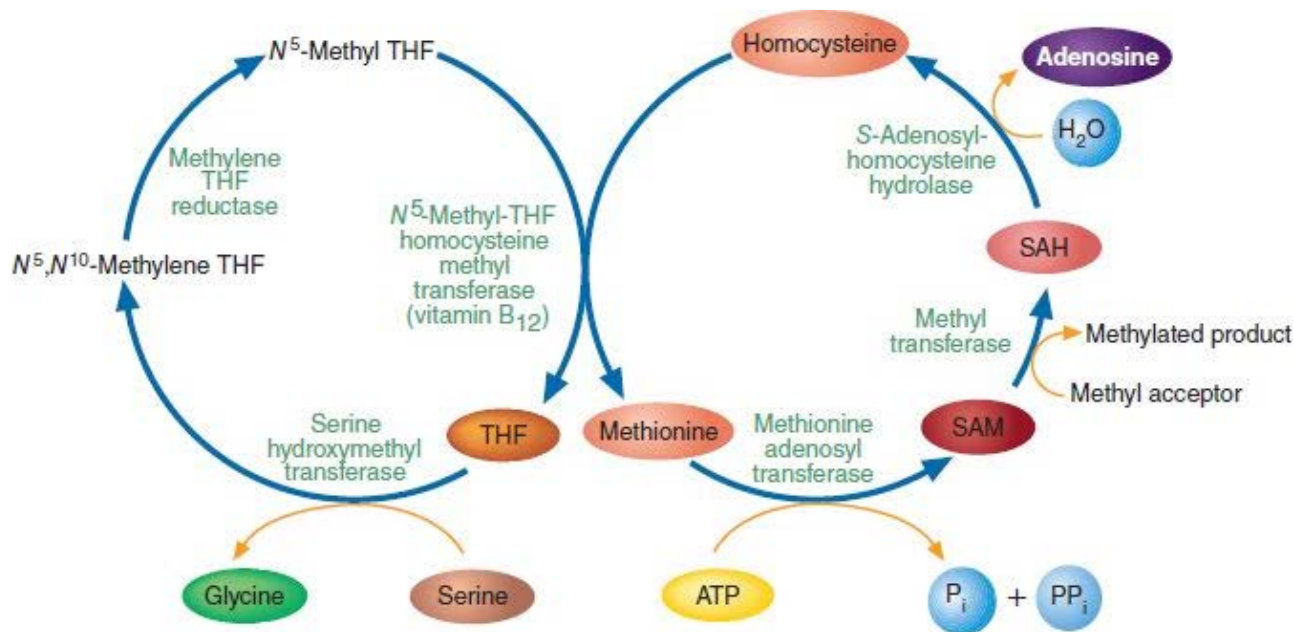 N⁵-Methyl THF
Homocysteine
Adenosine
H₂O
S-Adenosyl-
homocysteine
hydrolase
Methylene
THF
reductase
N⁵-Methyl-THF
homocysteine
methyl
transferase
(vitamin B₁₂)
N⁵,N¹⁰-Methylene THF
SAH
Methyl
transferase
Methylated product
Methyl acceptor
Serine
hydroxymethyl
transferase
THF
Methionine
Methionine
adenosyl
transferase
SAM
Glycine
Serine
ATP
Pᵢ + PPᵢ